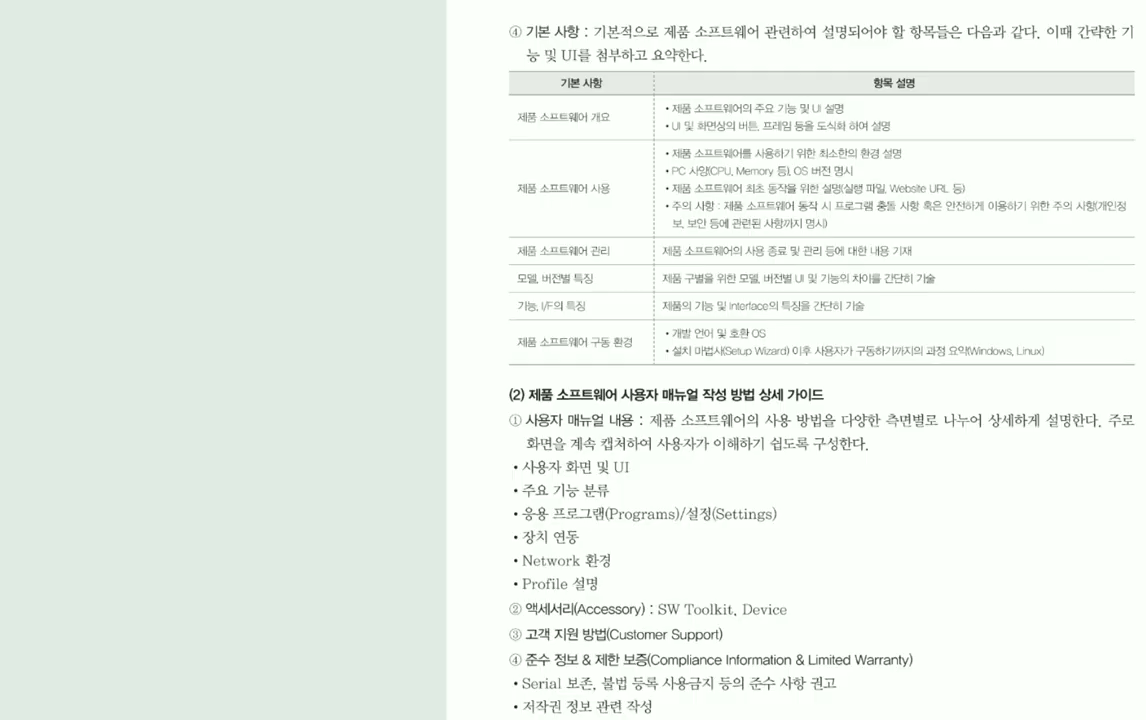 ④ 기본 사항 : 기본적으로 제품 소프트웨어 관련하여 설명되어야 할 항목들은 다음과 같다. 이때 간략한 기
능 및 UI를 첨부하고 요약한다.
기본 사항 항목 설명
제품 소프트웨어 개요
• 제품 소프트웨어의 주요 기능 및 UI 설명
• UI 및 화면상의 버튼, 프레임 등을 도식화 하여 설명
제품 소프트웨어 사용
• 제품 소프트웨어를 사용하기 위한 최소한의 환경 설명
• PC 사양(CPU, Memory 등), OS 버전 명시
• 제품 소프트웨어 최초 동작을 위한 설명(실행 파일, Website URL 등)
• 주의 사항 : 제품 소프트웨어 동작 시 프로그램 충돌 사항 혹은 안전하게 이용하기 위한 주의 사항(개인정
보, 보안 등에 관련된 사항까지 명시)
제품 소프트웨어 관리 제품 소프트웨어의 사용 종료 및 관리 등에 대한 내용 기재
모델, 버전별 특징 제품 구별을 위한 모델, 버전별 UI 및 기능의 차이를 간단히 기술
기능, I/F의 특징 제품의 기능 및 Interface의 특징을 간단히 기술
제품 소프트웨어 구동 환경
• 개발 언어 및 호환 OS
• 설치 마법사(Setup Wizard) 이후 사용자가 구동하기까지의 과정 요약(Windows, Linux)
(2) 제품 소프트웨어 사용자 매뉴얼 작성 방법 상세 가이드
① 사용자 매뉴얼 내용 : 제품 소프트웨어의 사용 방법을 다양한 측면별로 나누어 상세하게 설명한다. 주로
화면을 계속 캡쳐하여 사용자가 이해하기 쉽도록 구성한다.
• 사용자 화면 및 UI
• 주요 기능 분류
• 응용 프로그램(Programs)/설정(Settings)
• 장치 연동
• Network 환경
• Profile 설명
② 액세서리(Accessory) : SW Toolkit, Device
③ 고객 지원 방법(Customer Support)
④ 준수 정보 & 제한 보증(Compliance Information & Limited Warranty)
• Serial 보존, 불법 등록 사용금지 등의 준수 사항 권고
• 저작권 정보 관련 작성